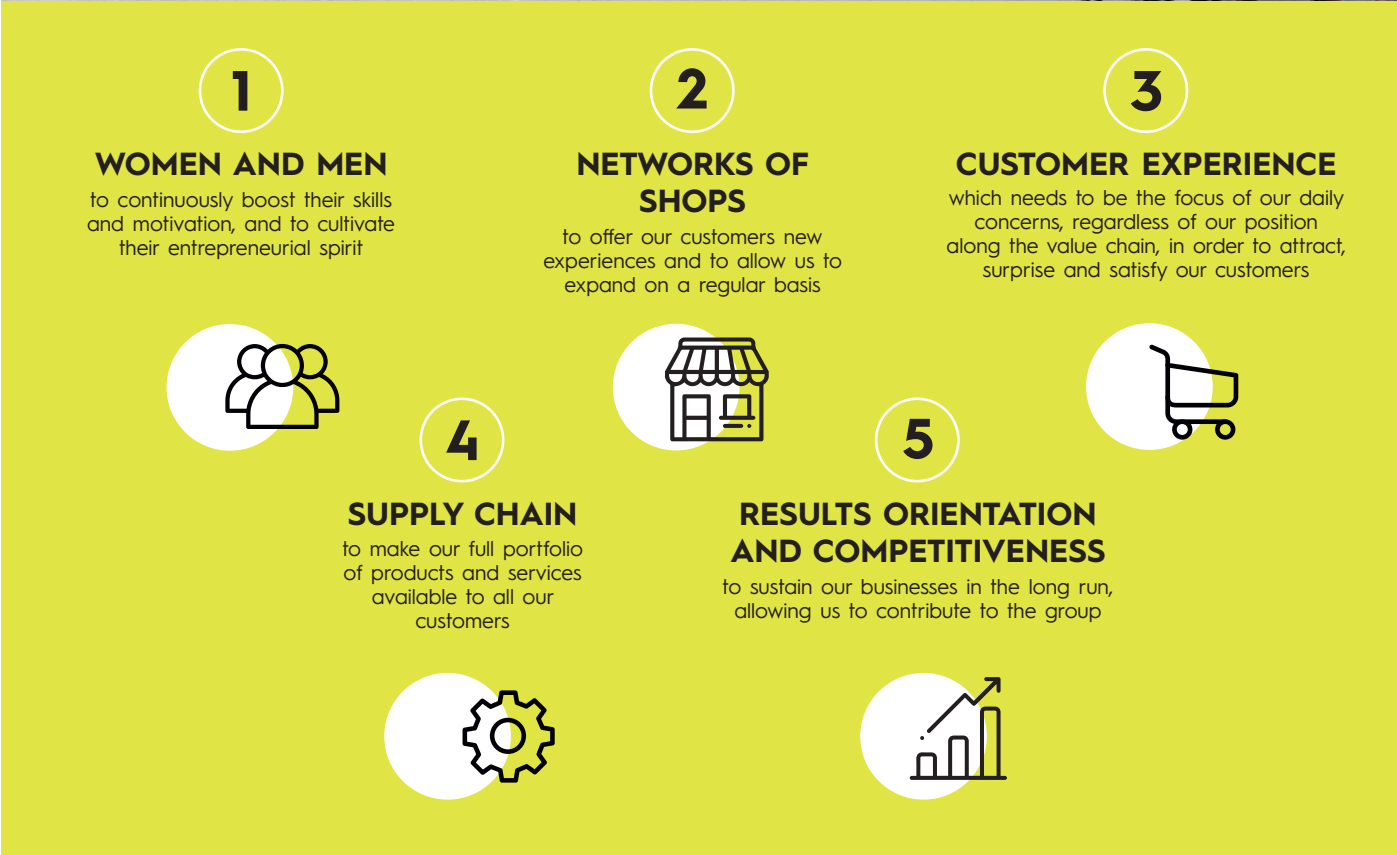 1
WOMEN AND MEN
to continuously boost their skills
and motivation, and to cultivate
their entrepreneurial spirit
2
NETWORKS OF
SHOPS
to offer our customers new
experiences and to allow us to
expand on a regular basis
3
CUSTOMER EXPERIENCE
which needs to be the focus of our daily
concerns, regardless of our position
along the value chain, in order to attract,
surprise and satisfy our customers
4
SUPPLY CHAIN
to make our full portfolio
of products and services
available to all our
customers
5
RESULTS ORIENTATION
AND COMPETITIVENESS
to sustain our businesses in the long run,
allowing us to contribute to the group